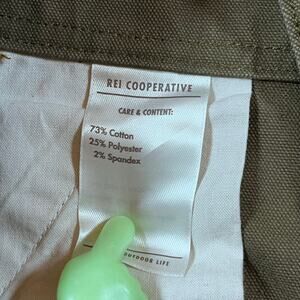 REI COOPERATIVE
CARE & CONTENT:
73% Cotton
25% Polyester
2% Spandex
OUTDOOR LIFE